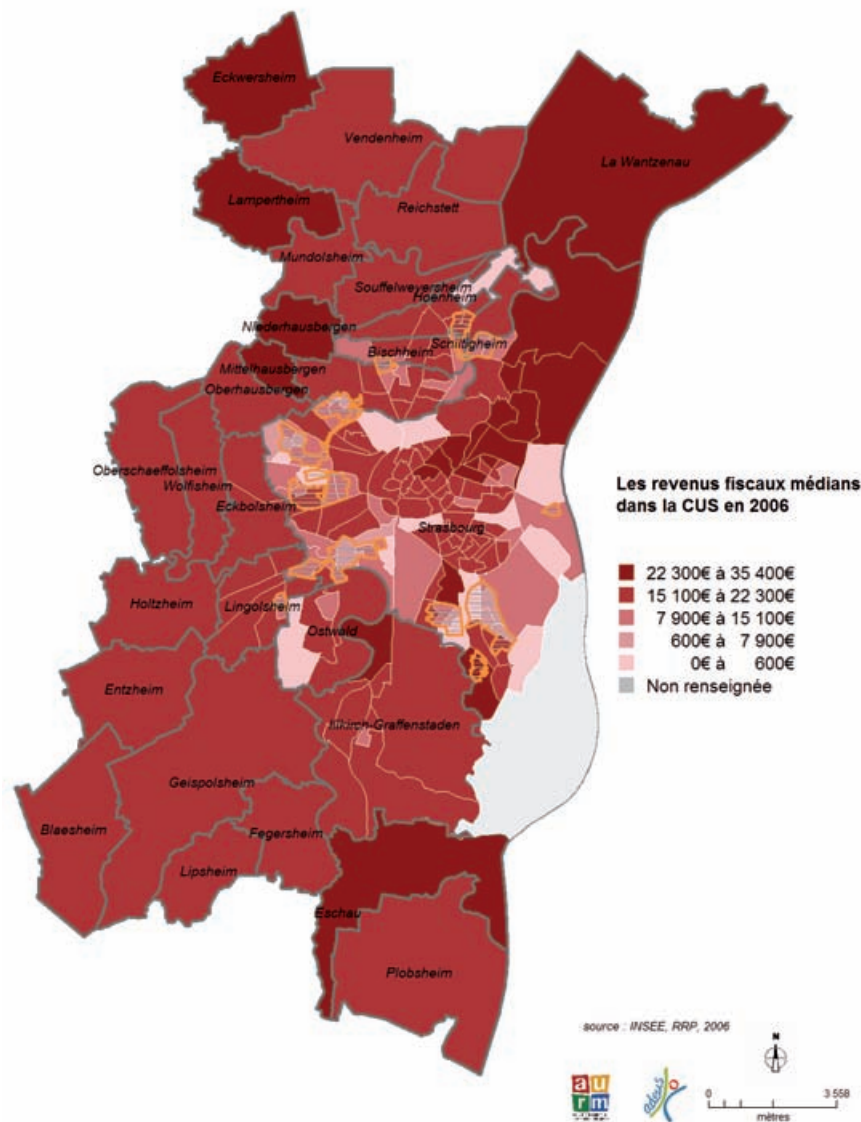 Eckwersheim
Vendenheim
La Wantzenau
Lampertheim
Reichstett
Mundolsheim
Souffelweyersheim
Hoenheim
Niederhausbergen
Schiltigheim
Bischheim
Mittelhausbergen
Oberhausbergen
Oberschaeffolsheim
Wolfisheim
Eckbolsheim
Strasbourg
Les revenus fiscaux médians
dans la CUS en 2006
22 300€ à 35 400€
15 100€ à 22 300€
7 900€ à 15 100€
600€ à 7 900€
0€ à 600€
Non renseignée
Holtzheim
Lingolsheim
Ostwald
Entzheim
Illkirch-Graffenstaden
Geispolsheim
Blaesheim
Fegersheim
Lipsheim
Eschau
Plobsheim
source : INSEE, RRP, 2006
N
aurm
adeus
0 3 558
mètres